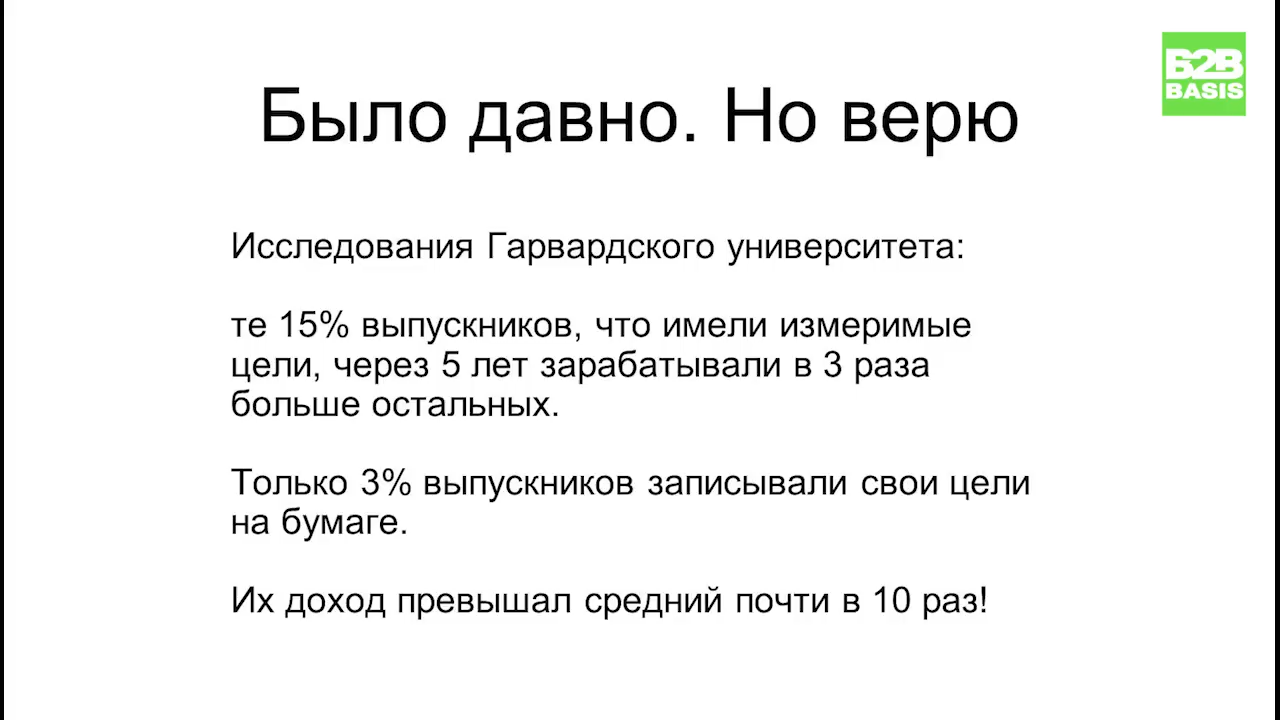 Б2B
BASIS
Было давно. Но верю
Исследования Гарвардского университета:
те 15% выпускников, что имели измеримые
цели, через 5 лет зарабатывали в 3 раза
больше остальных.
Только 3% выпускников записывали свои цели
на бумаге.
Их доход превышал средний почти в 10 раз!